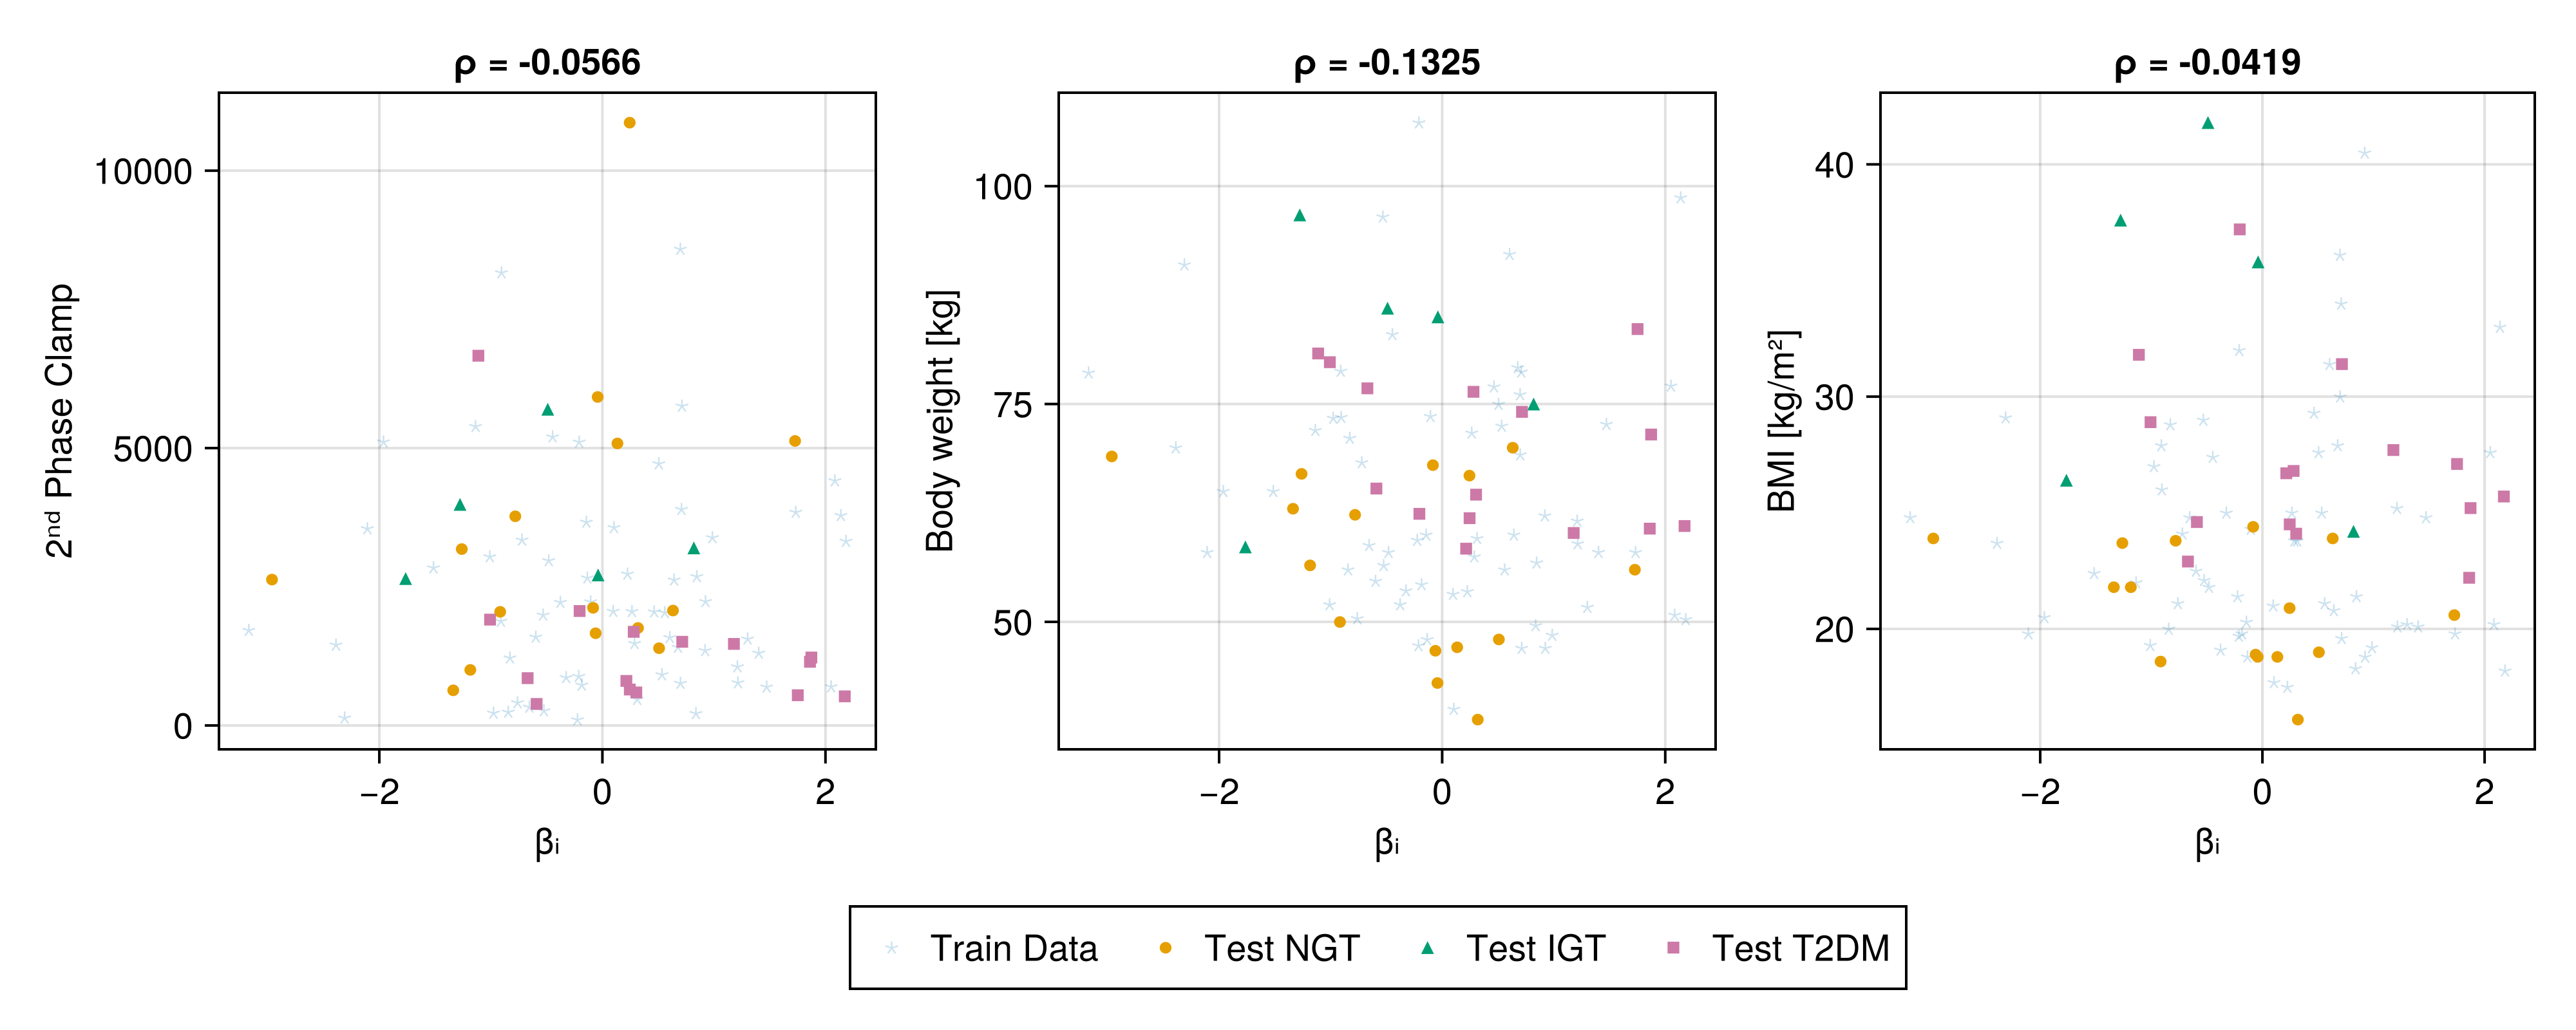 ρ = -0.0566
2ⁿᵈ Phase Clamp
10000
5000
0
−2 0 2
βᵢ
ρ = -0.1325
Body weight [kg]
100
75
50
−2 0 2
βᵢ
ρ = -0.0419
BMI [kg/m²]
40
30
20
−2 0 2
βᵢ
Train Data Test NGT Test IGT Test T2DM